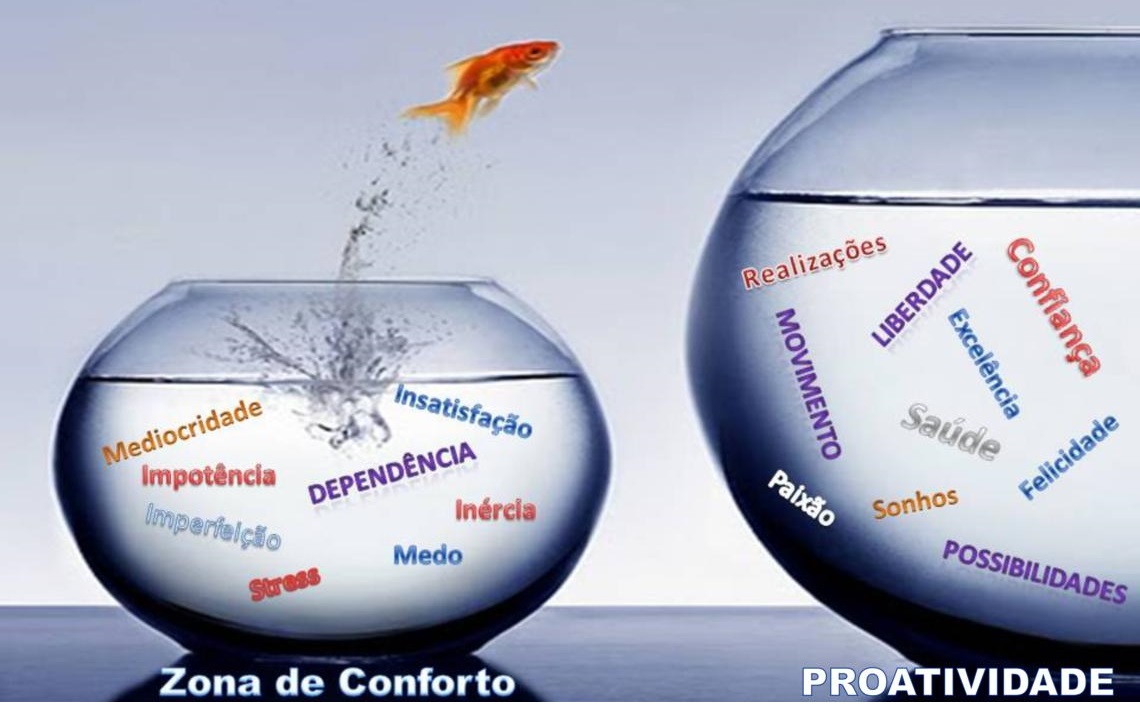 Mediocridade
Insatisfação
Impotência
DEPENDÊNCIA
Imperfeição
Inércia
Medo
Stress
Zona de Conforto
Realizações
LIBERDADE
Confiança
MOVIMENTO
Excelência
Saúde
Felicidade
Paixão
Sonhos
POSSIBILIDADES
PROATIVIDADE